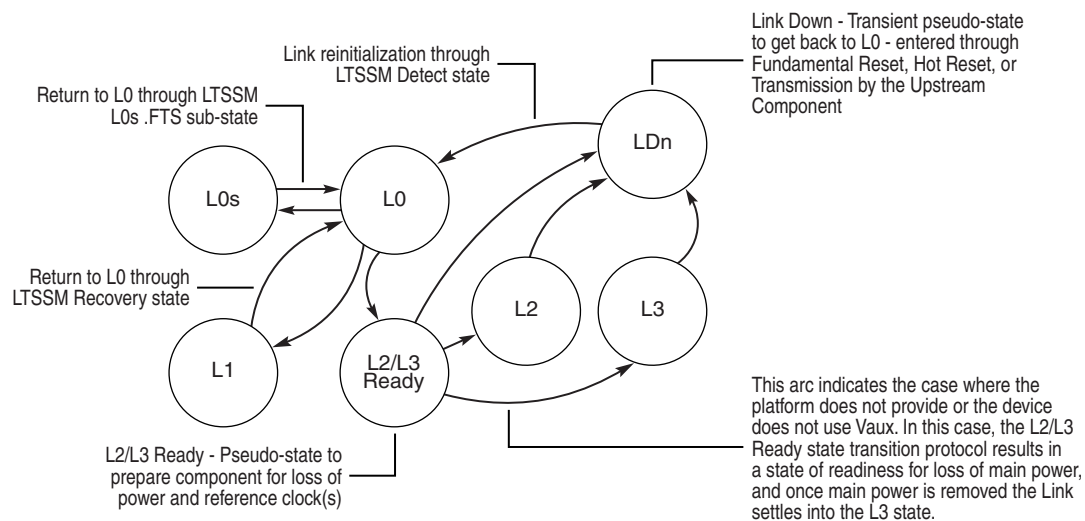 Link Down - Transient pseudo-state
to get back to L0 - entered through
Fundamental Reset, Hot Reset, or
Transmission by the Upstream
Component
Link reinitialization through
LTSSM Detect state
Return to L0 through LTSSM
L0s .FTS sub-state
LDn
L0s
L0
Return to L0 through
LTSSM Recovery state
L2
L3
L1
L2/L3
Ready
L2/L3 Ready - Pseudo-state to
prepare component for loss of
power and reference clock(s)
This arc indicates the case where the
platform does not provide or the device
does not use Vaux. In this case, the L2/L3
Ready state transition protocol results in
a state of readiness for loss of main power,
and once main power is removed the Link
settles into the L3 state.